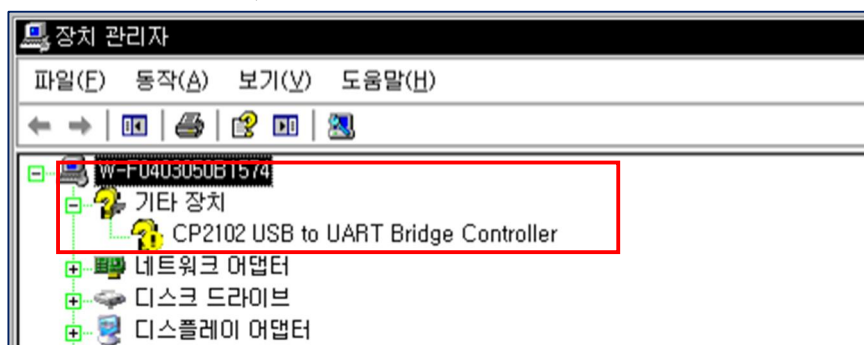 장치 관리자
파일(F) 동작(A) 보기(V) 도움말(H)
W-F0403050B1574
기타 장치
CP2102 USB to UART Bridge Controller
네트워크 어댑터
디스크 드라이브
디스플레이 어댑터